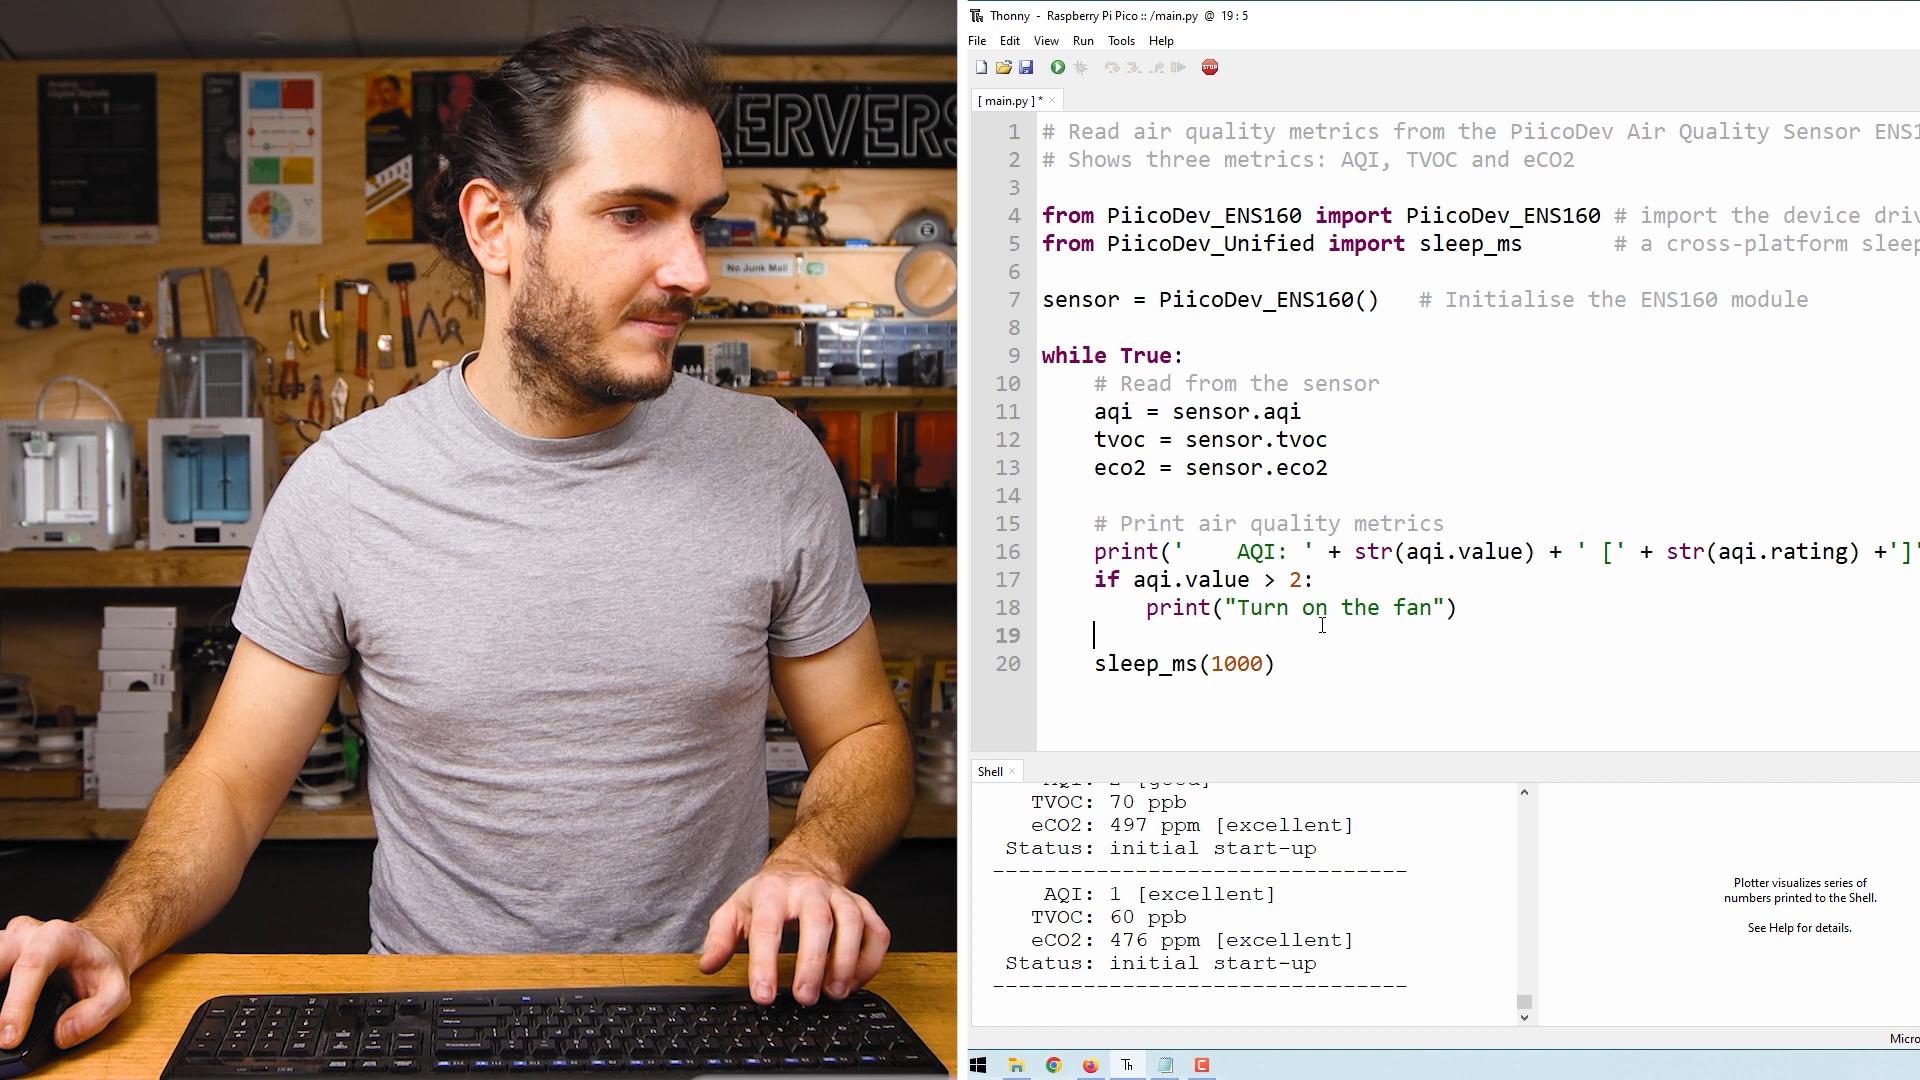 KERVERS
No Junk Mail
Thonny - Raspberry Pi Pico :: /main.py @ 19 : 5
File Edit View Run Tools Help
STOP
[ main.py ] *
1 # Read air quality metrics from the PiicoDev Air Quality Sensor ENS1
2 # Shows three metrics: AQI, TVOC and eCO2
3
4 from PiicoDev_ENS160 import PiicoDev_ENS160 # import the device driv
5 from PiicoDev_Unified import sleep_ms # a cross-platform sleep
6
7 sensor = PiicoDev_ENS160() # Initialise the ENS160 module
8
9 while True:
10 # Read from the sensor
11 aqi = sensor.aqi
12 tvoc = sensor.tvoc
13 eco2 = sensor.eco2
14
15 # Print air quality metrics
16 print(' AQI: ' + str(aqi.value) + ' [' + str(aqi.rating) +']'
17 if aqi.value > 2:
18 print("Turn on the fan")
19
20 sleep_ms(1000)
Shell
AQI: 2 [good]
TVOC: 70 ppb
eCO2: 497 ppm [excellent]
Status: initial start-up
--------------------------------
AQI: 1 [excellent]
TVOC: 60 ppb
eCO2: 476 ppm [excellent]
Status: initial start-up
--------------------------------
Plotter visualizes series of
numbers printed to the Shell.
See Help for details.
Micro
Th